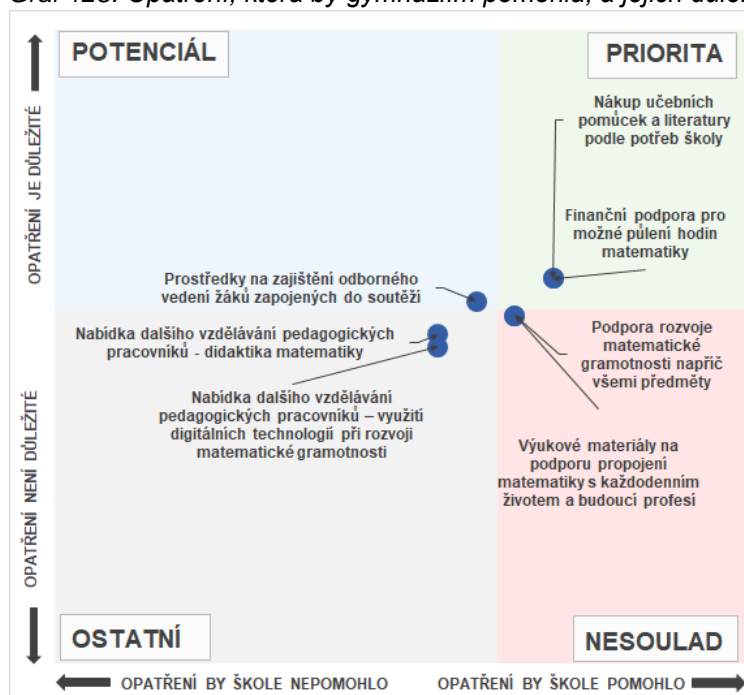 POTENCIÁL
PRIORITA
Nákup učebních
pomůcek a literatury
podle potřeb školy
Finanční podpora pro
možné půlení hodin
matematiky
OPATŘENÍ JE DŮLEŽITÉ
Prostředky na zajištění odborného
vedení žáků zapojených do soutěží
Nabídka dalšího vzdělávání pedagogických
pracovníků - didaktika matematiky
Nabídka dalšího vzdělávání
pedagogických pracovníků – využití
digitálních technologií při rozvoji
matematické gramotnosti
Podpora rozvoje
matematické
gramotnosti napříč
všemi předměty
Výukové materiály na
podporu propojení
matematiky s každodenním
životem a budoucí profesí
OPATŘENÍ NENÍ DŮLEŽITÉ
OSTATNÍ
NESOULAD
OPATŘENÍ BY ŠKOLE NEPOMOHLO
OPATŘENÍ BY ŠKOLE POMOHLO